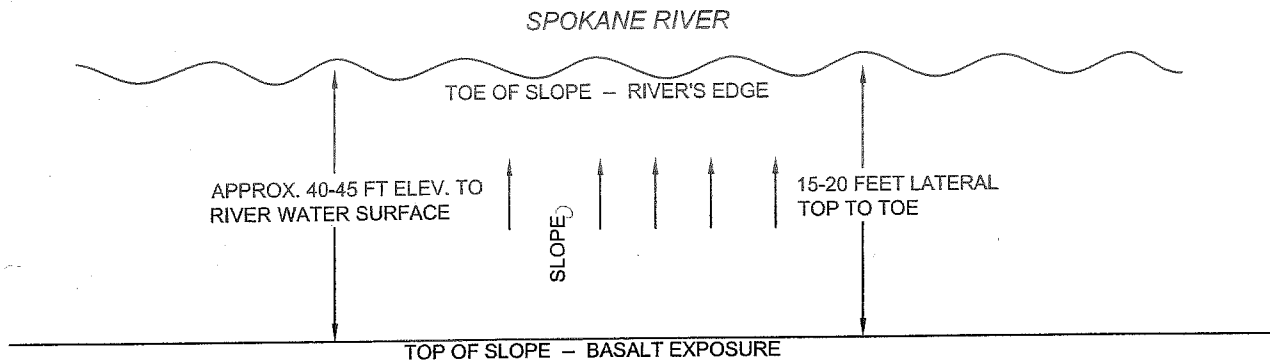 SPOKANE RIVER
TOE OF SLOPE – RIVER'S EDGE
APPROX. 40-45 FT ELEV. TO
RIVER WATER SURFACE
SLOPE
15-20 FEET LATERAL
TOP TO TOE
TOP OF SLOPE – BASALT EXPOSURE